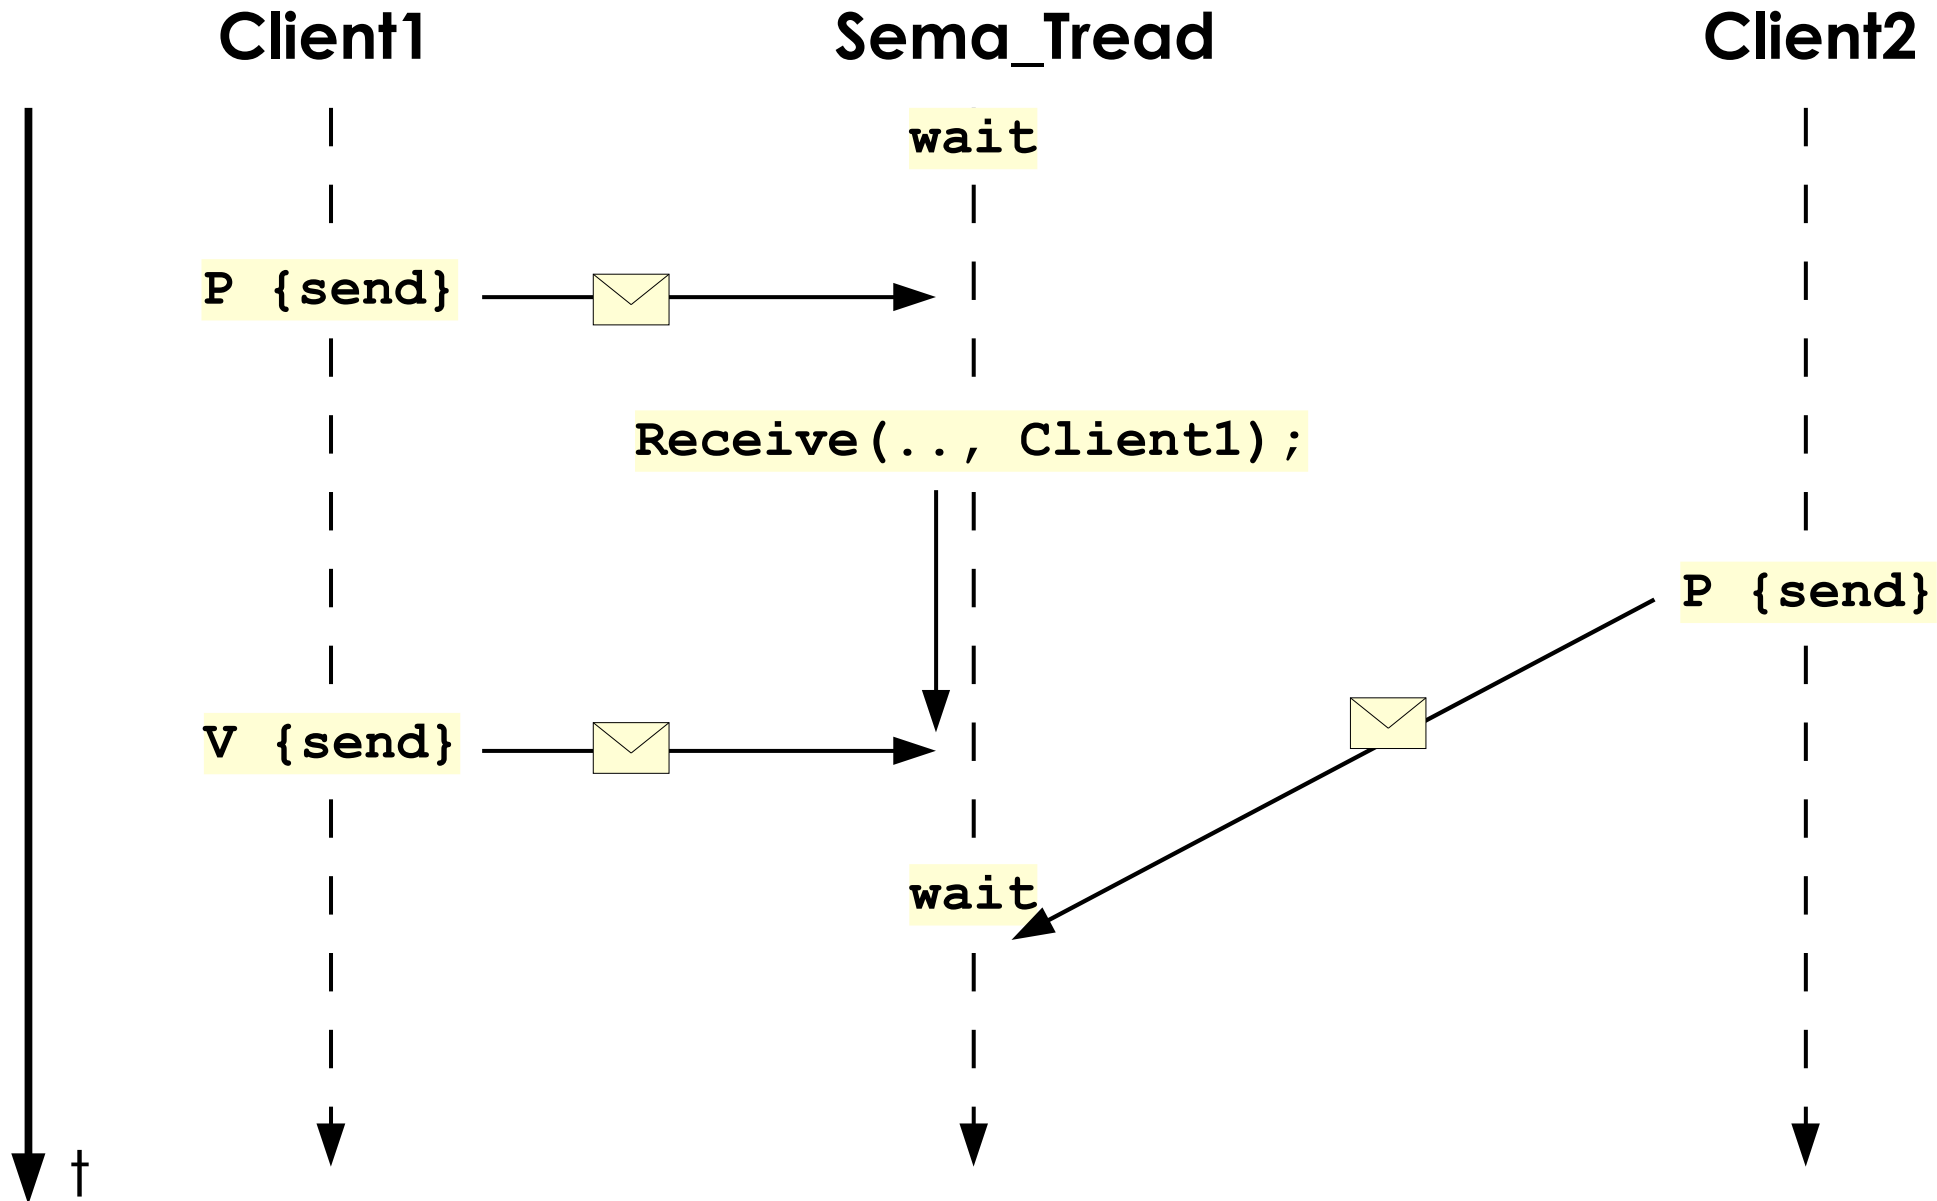 Client1
Sema_Tread
Client2
wait
P {send}
Receive(.., Client1);
P {send}
V {send}
wait
t